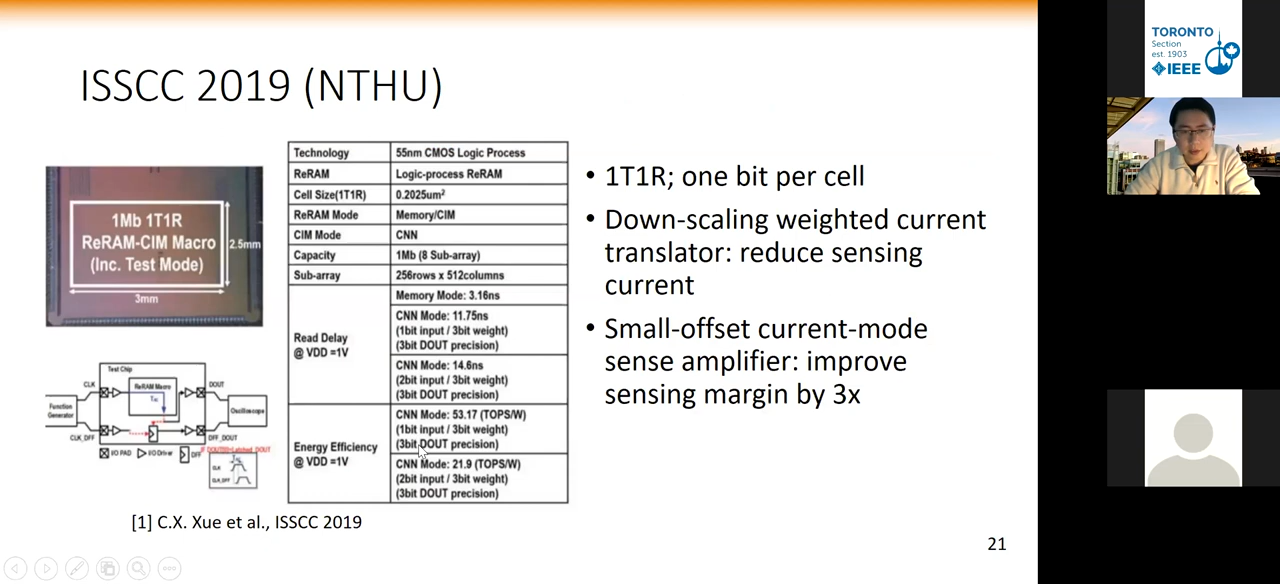 ISSCC 2019 (NTHU)
1Mb 1T1R
ReRAM-CIM Macro
(Inc. Test Mode)
2.5mm
3mm
Test Chip
CLK
ReRAM Macro
DOUT
Function
Generator
Oscilloscope
CLK_DFF
DFF_DOUT
I/O PAD
I/O Driver
DFF
CLK
CLK_DFF
Technology 55nm CMOS Logic Process
ReRAM Logic-process ReRAM
Cell Size(1T1R) 0.2025um²
ReRAM Mode Memory/CIM
CIM Mode CNN
Capacity 1Mb (8 Sub-array)
Sub-array 256rows x 512columns
Read Delay
@ VDD =1V
Memory Mode: 3.16ns
CNN Mode: 11.75ns
(1bit input / 3bit weight)
(3bit DOUT precision)
CNN Mode: 14.6ns
(2bit input / 3bit weight)
(3bit DOUT precision)
Energy Efficiency
@ VDD =1V
CNN Mode: 53.17 (TOPS/W)
(1bit input / 3bit weight)
(3bit DOUT precision)
CNN Mode: 21.9 (TOPS/W)
(2bit input / 3bit weight)
(3bit DOUT precision)
• 1T1R; one bit per cell
• Down-scaling weighted current
translator: reduce sensing
current
• Small-offset current-mode
sense amplifier: improve
sensing margin by 3x
[1] C.X. Xue et al., ISSCC 2019
21
TORONTO
Section
est. 1903
IEEE